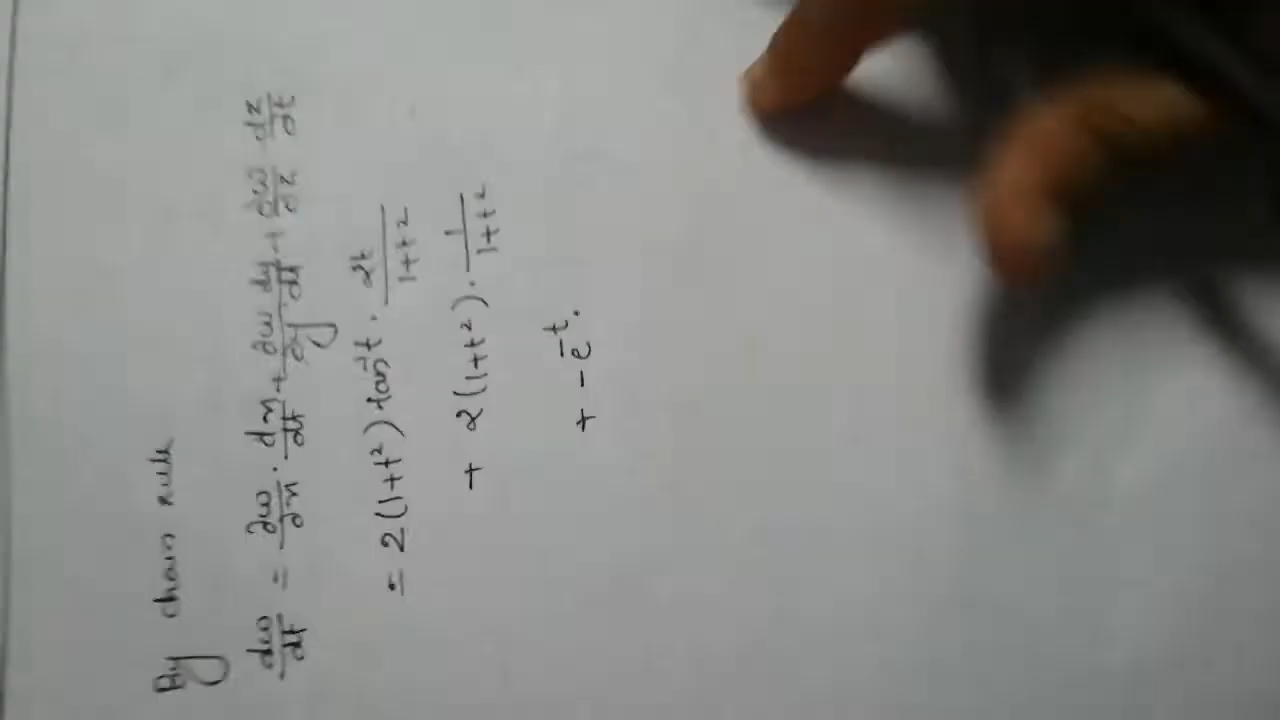 By chain rule
dw/dt = ∂w/∂x · dx/dt + ∂w/∂y · dy/dt + ∂w/∂z · dz/dt
= 2(1+t²) tan⁻¹t · 2t/1+t²
+ 2(1+t²) · 1/1+t²
+ - e⁻ᵗ.